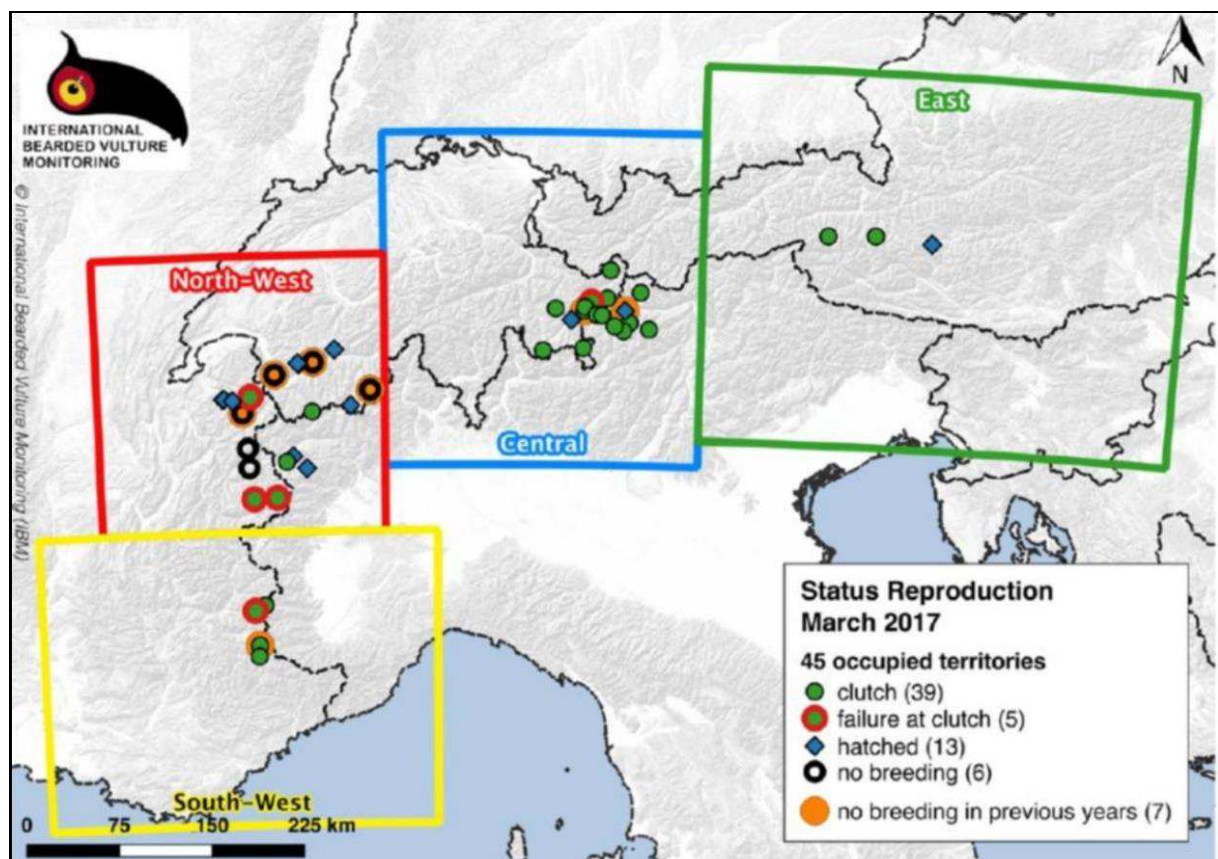 INTERNATIONAL
BEARDED VULTURE
MONITORING
N
© International Bearded Vulture Monitoring (IBM)
East
North-West
Central
South-West
0 75 150 225 km
Status Reproduction
March 2017
45 occupied territories
clutch (39)
failure at clutch (5)
hatched (13)
no breeding (6)
no breeding in previous years (7)